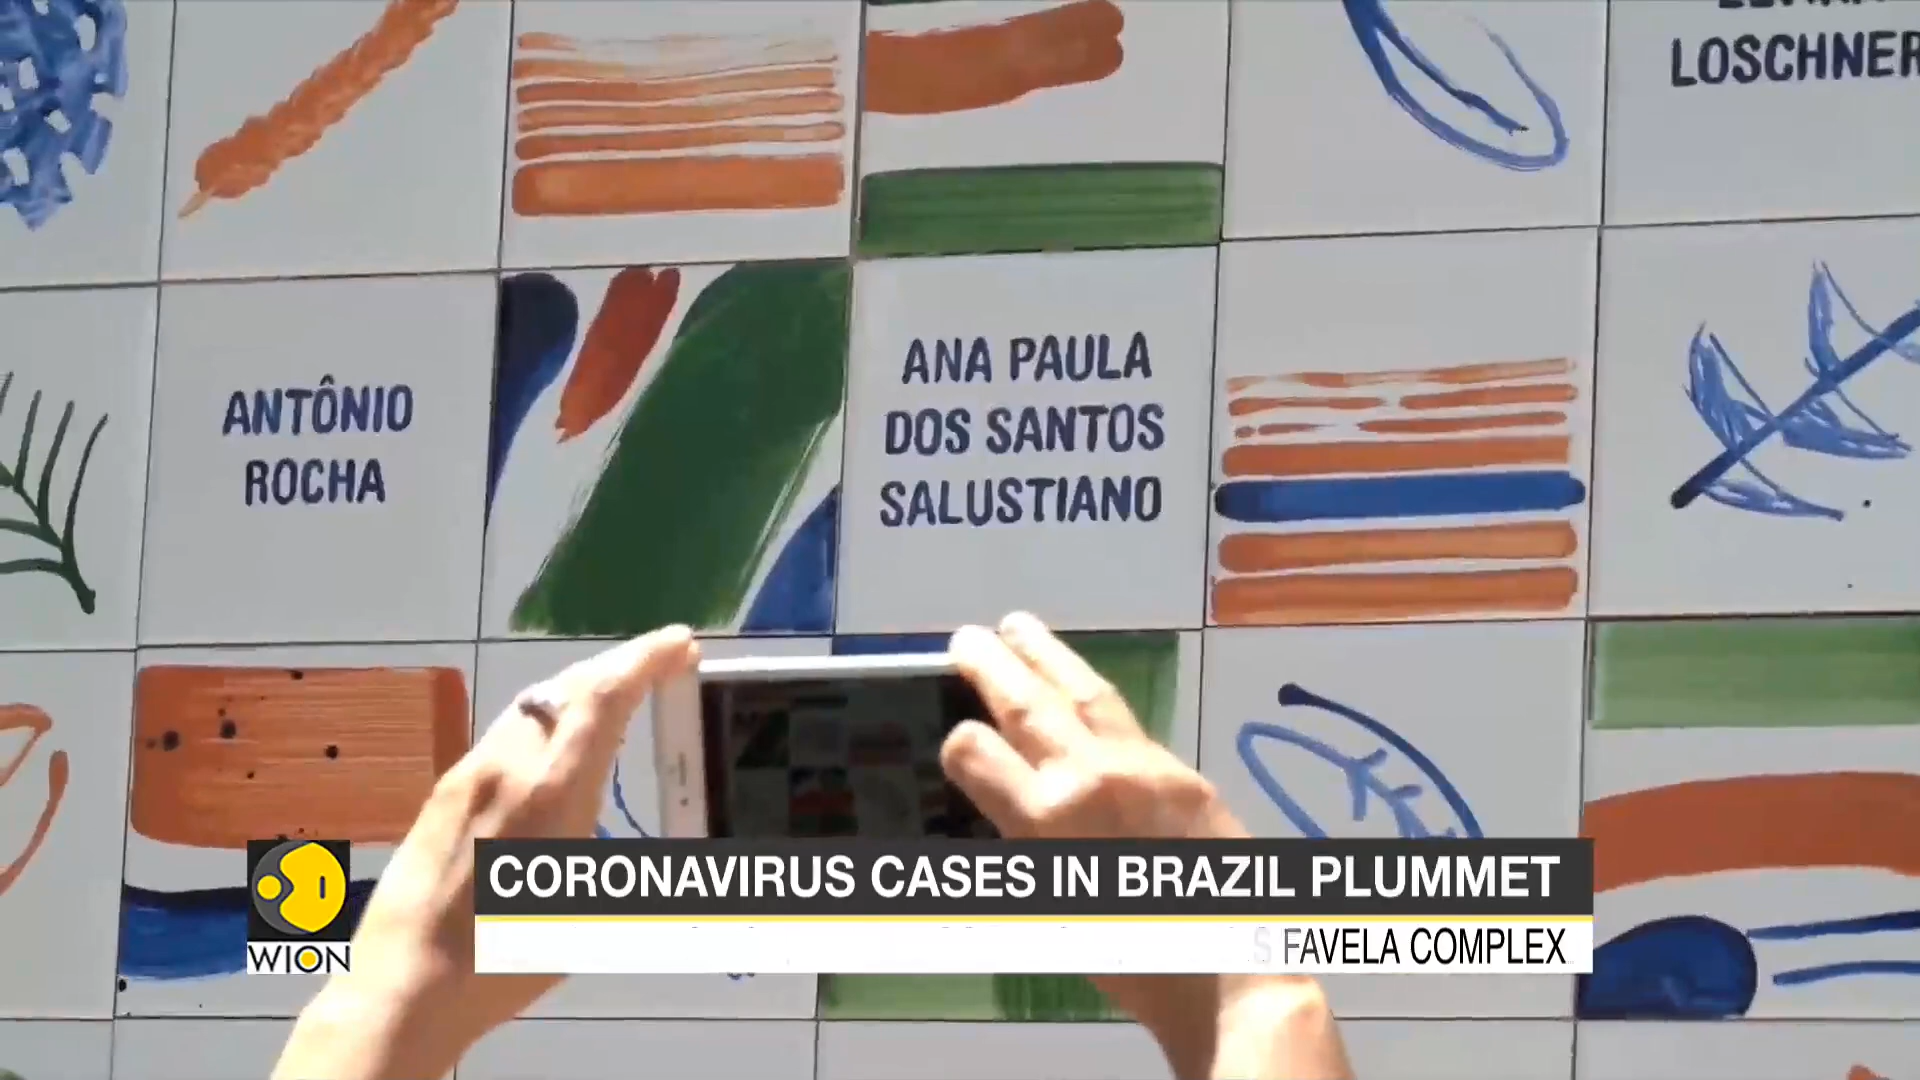 LOSCHNER
ANTÔNIO
ROCHA
ANA PAULA
DOS SANTOS
SALUSTIANO
CORONAVIRUS CASES IN BRAZIL PLUMMET
S FAVELA COMPLEX
WION